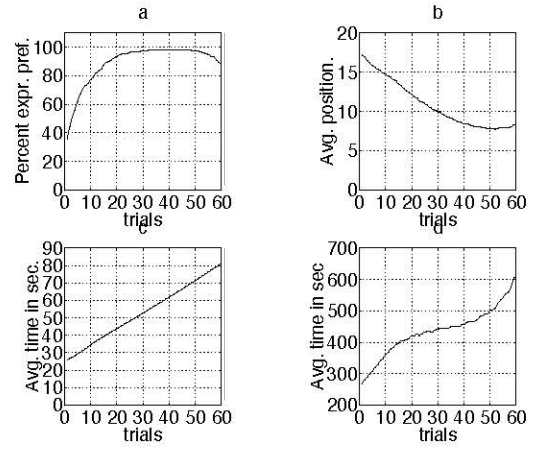 a
100
80
60
40
20
0
Percent expr. pref.
0 10 20 30 40 50 60
trials
b
20
15
10
5
0
Avg. position.
0 10 20 30 40 50 60
trials
c
90
80
70
60
50
40
30
20
10
0
Avg. time in sec.
0 10 20 30 40 50 60
trials
d
700
600
500
400
300
200
Avg. time in sec
0 10 20 30 40 50 60
trials